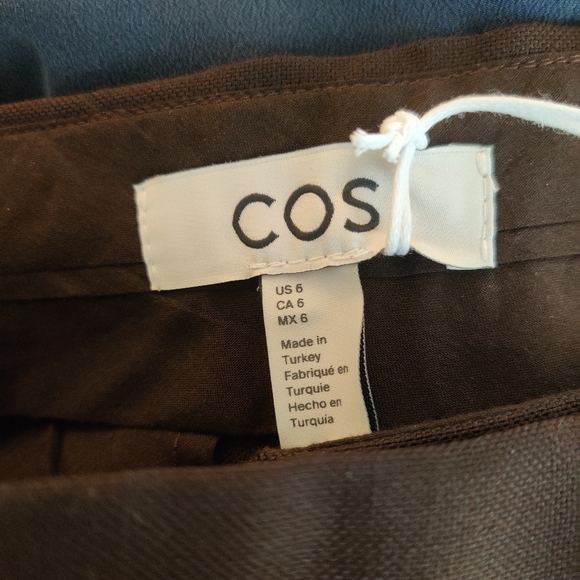 COS
US 6
CA 6
MX 6
Made in
Turkey
Fabriqué en
Turquie
Hecho en
Turquía